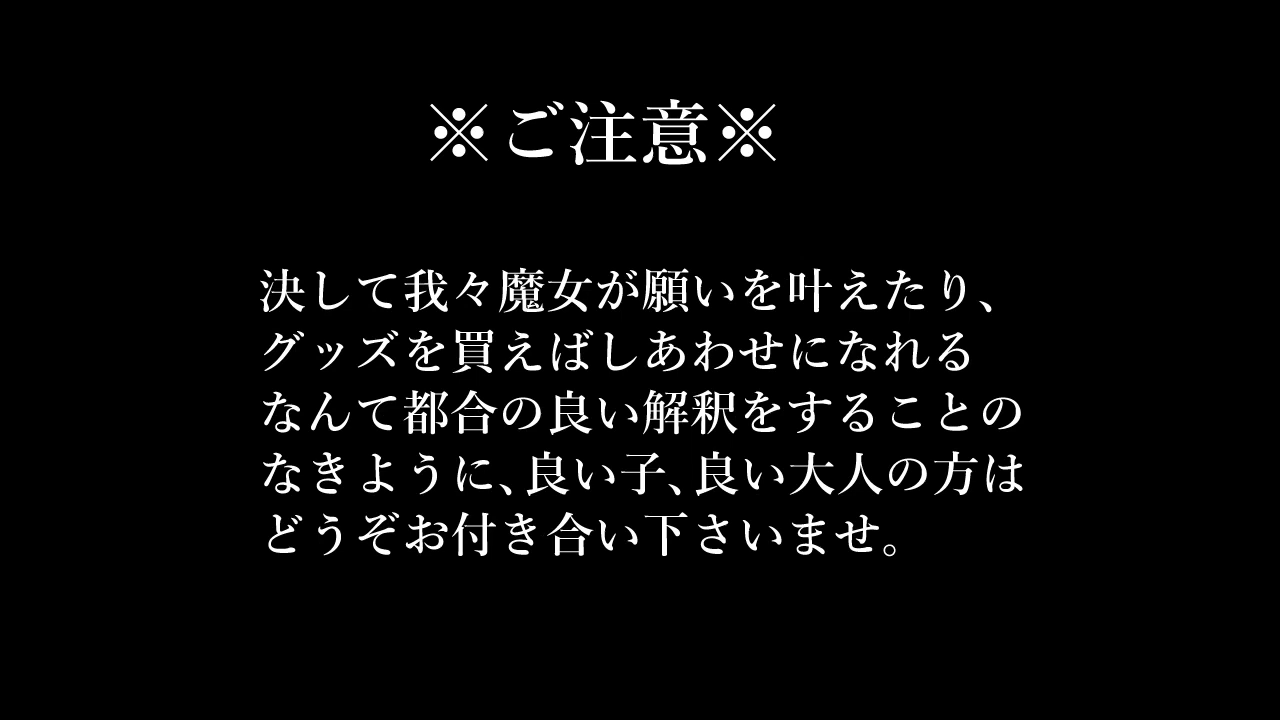 ※ご注意※
決して我々魔女が願いを叶えたり、
グッズを買えばしあわせになれる
なんて都合の良い解釈をすることの
なきように、良い子、良い大人の方は
どうぞお付き合い下さいませ。